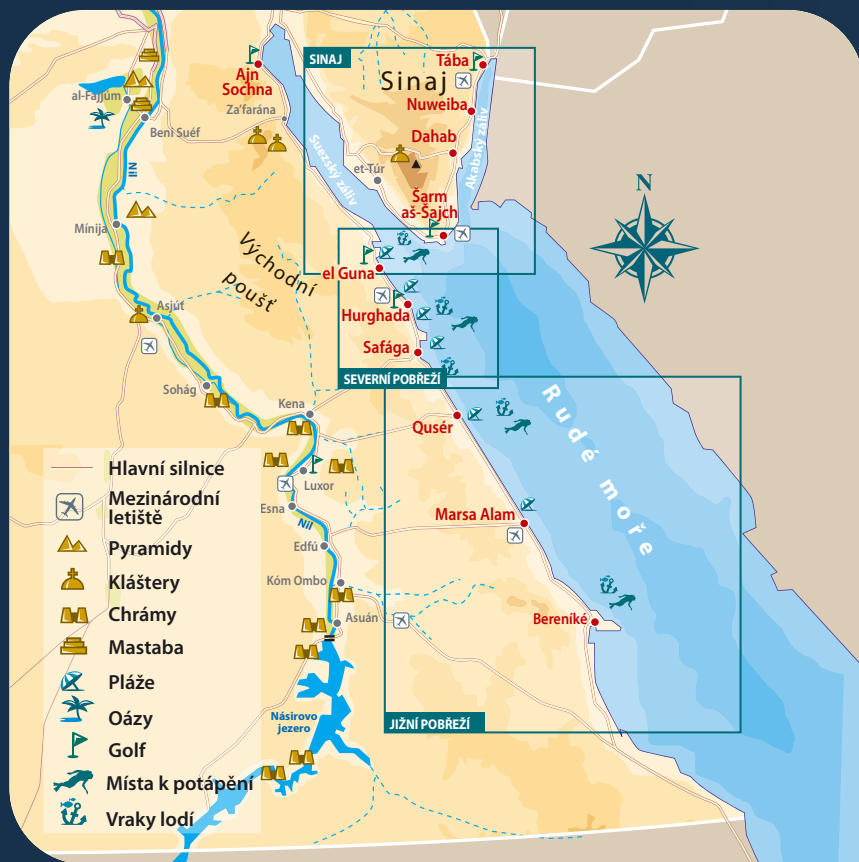 SINAJ
Tába
Ajn
Sochna
Sinaj
al-Fajjúm
Za’farána
Nuweiba
Beni Suéf
Dahab
Suezský záliv
Akabský záliv
Nil
et-Túr
Šarm
aš-Šajch
N
Mínija
Východní
poušť
el Guna
Asjút
Hurghada
Safága
SEVERNÍ POBŘEŽÍ
Sohág
Kena
Qusér
Rudé moře
Luxor
Esna
Nil
Marsa Alam
Edfú
Kóm Ombo
Asuán
Bereníké
Násirovo
jezero
JIŽNÍ POBŘEŽÍ
Hlavní silnice
Mezinárodní
letiště
Pyramidy
Kláštery
Chrámy
Mastaba
Pláže
Oázy
Golf
Místa k potápění
Vraky lodí